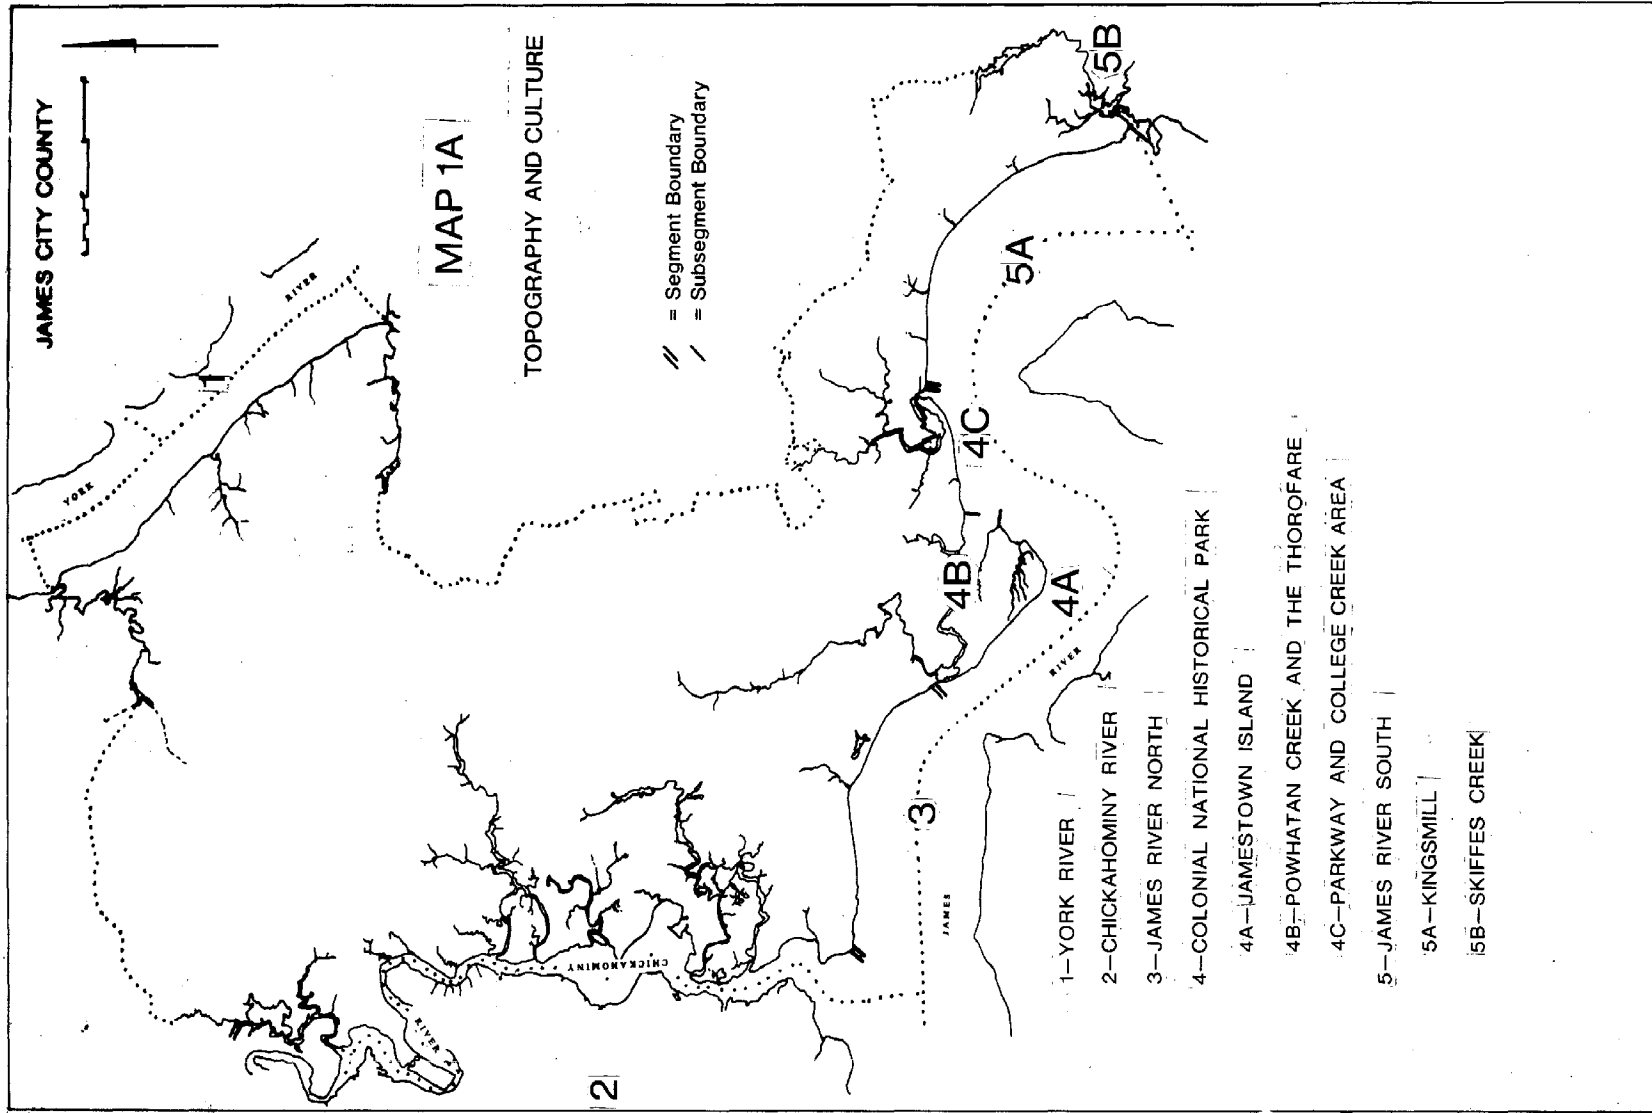 JAMES CITY COUNTY
MAP 1A
TOPOGRAPHY AND CULTURE
// = Segment Boundary
/ = Subsegment Boundary
YORK
RIVER
1
CHICKAHOMINY
RIVER
2
JAMES
RIVER
3
4A
4B
4C
5A
5B
1—YORK RIVER
2—CHICKAHOMINY RIVER
3—JAMES RIVER NORTH
4—COLONIAL NATIONAL HISTORICAL PARK
4A—JAMESTOWN ISLAND
4B—POWHATAN CREEK AND THE THOROFARE
4C—PARKWAY AND COLLEGE CREEK AREA
5—JAMES RIVER SOUTH
5A—KINGSMILL
5B—SKIFFES CREEK